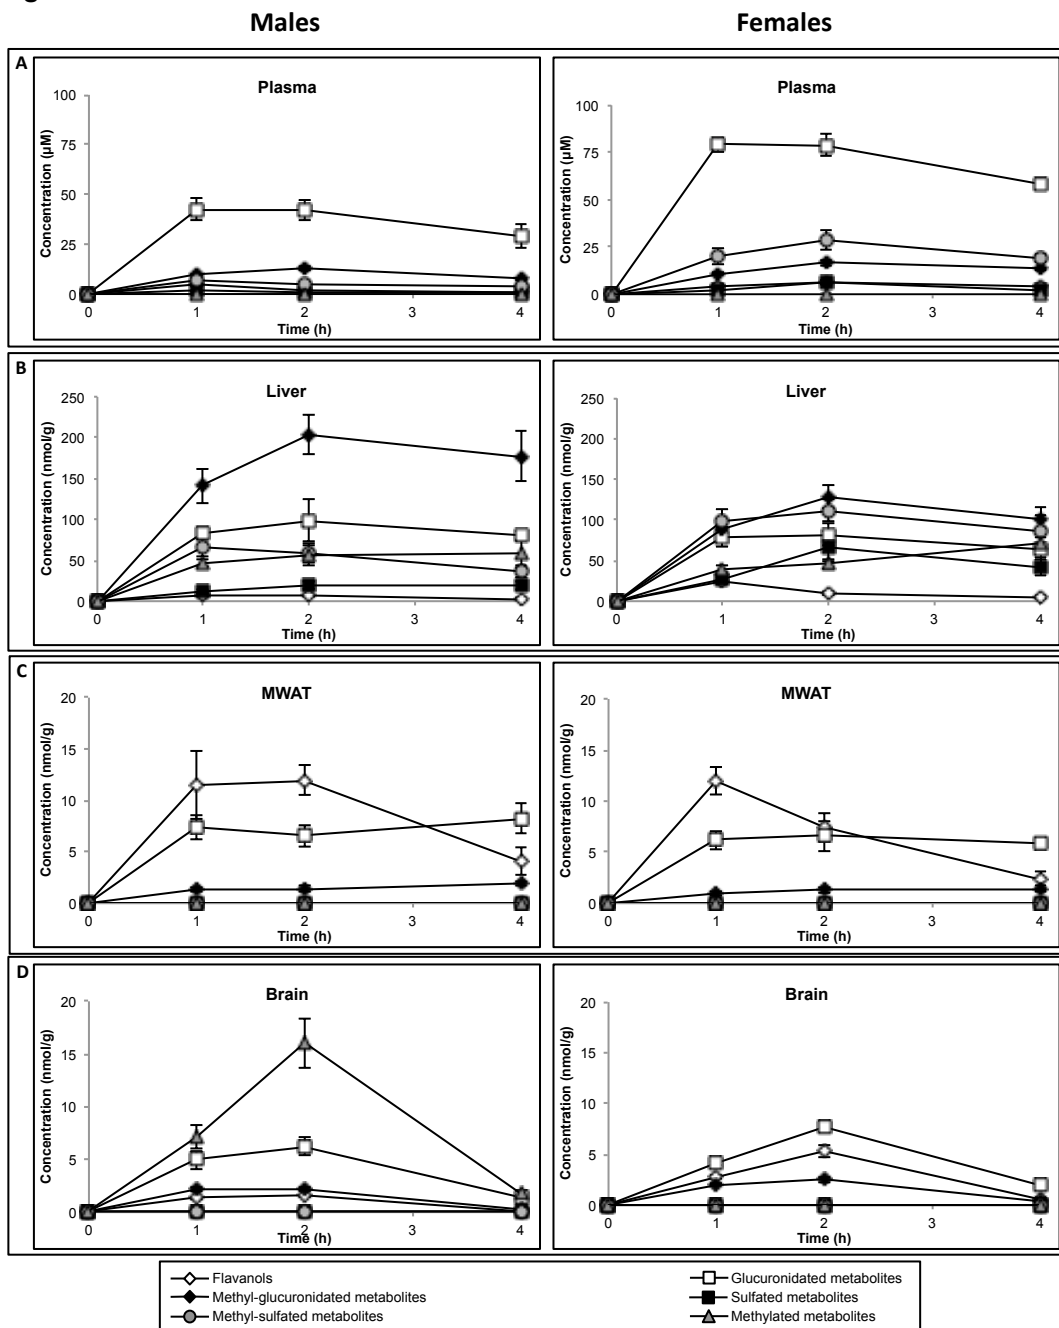 Males Females
A
Plasma
100
75
50
25
0
Concentration (µM)
0 1 2 3 4
Time (h)
Plasma
100
75
50
25
0
Concentration (µM)
0 1 2 3 4
Time (h)
B
Liver
250
200
150
100
50
0
Concentration (nmol/g)
0 1 2 3 4
Time (h)
Liver
250
200
150
100
50
0
Concentration (nmol/g)
0 1 2 3 4
Time (h)
C
MWAT
20
15
10
5
0
Concentration (nmol/g)
0 1 2 3 4
Time (h)
MWAT
20
15
10
5
0
Concentration (nmol/g)
0 1 2 3 4
Time (h)
D
Brain
20
15
10
5
0
Concentration (nmol/g)
0 1 2 3 4
Time (h)
Brain
20
15
10
5
0
Concentration (nmol/g)
0 1 2 3 4
Time (h)
Flavanols Glucuronidated metabolites
Methyl-glucuronidated metabolites Sulfated metabolites
Methyl-sulfated metabolites Methylated metabolites